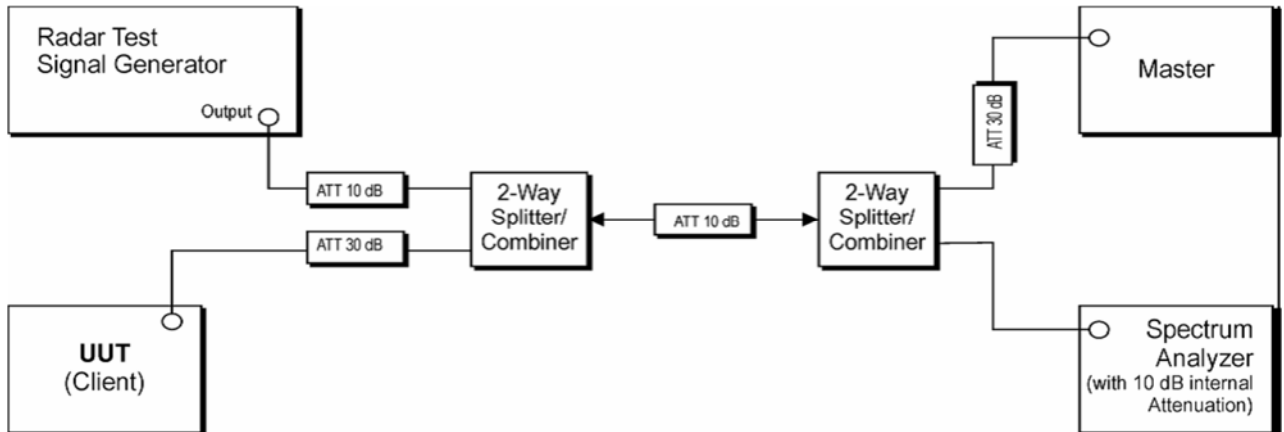 Radar Test
Signal Generator
Output
ATT 10 dB
ATT 30 dB
UUT
(Client)
2-Way
Splitter/
Combiner
ATT 10 dB
2-Way
Splitter/
Combiner
ATT 30 dB
Master
Spectrum
Analyzer
(with 10 dB internal
Attenuation)